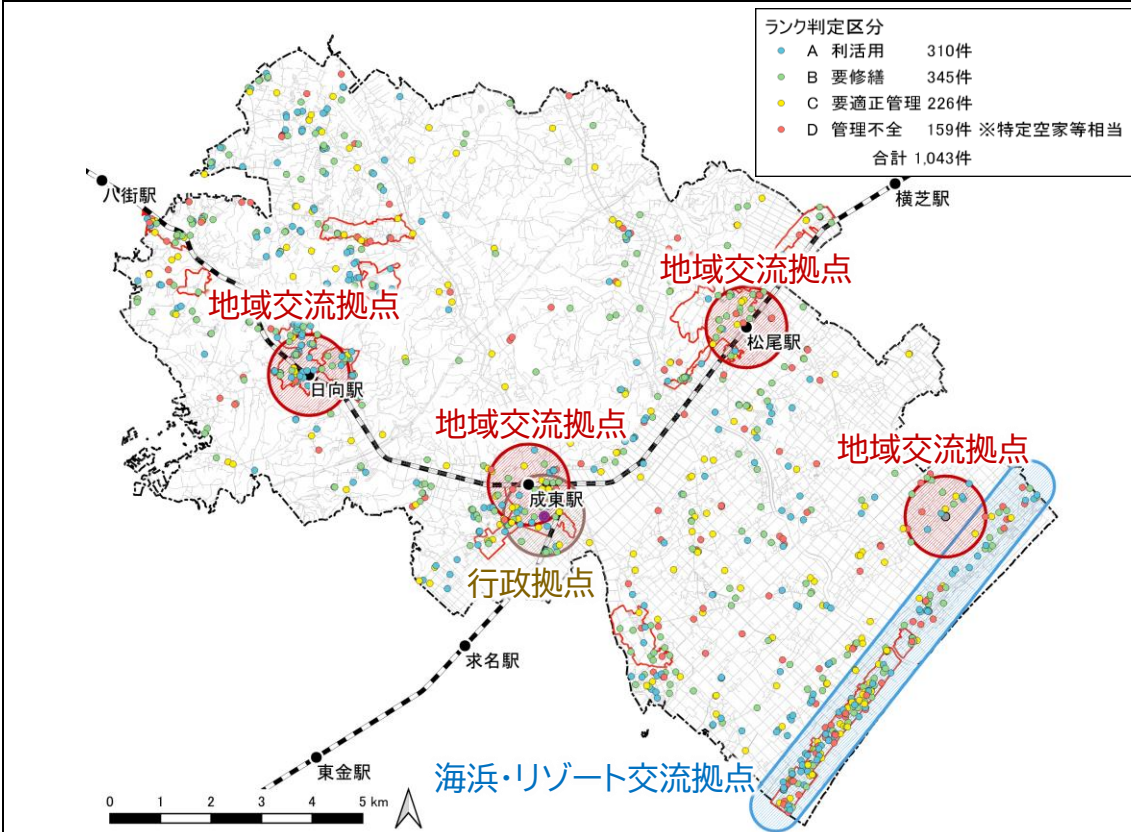 ランク判定区分
A 利活用 310件
B 要修繕 345件
C 要適正管理 226件
D 管理不全 159件 ※特定空家等相当
合計 1,043件
八街駅
横芝駅
地域交流拠点
地域交流拠点
松尾駅
日向駅
地域交流拠点
地域交流拠点
成東駅
行政拠点
求名駅
東金駅
海浜・リゾート交流拠点
0 1 2 3 4 5 km